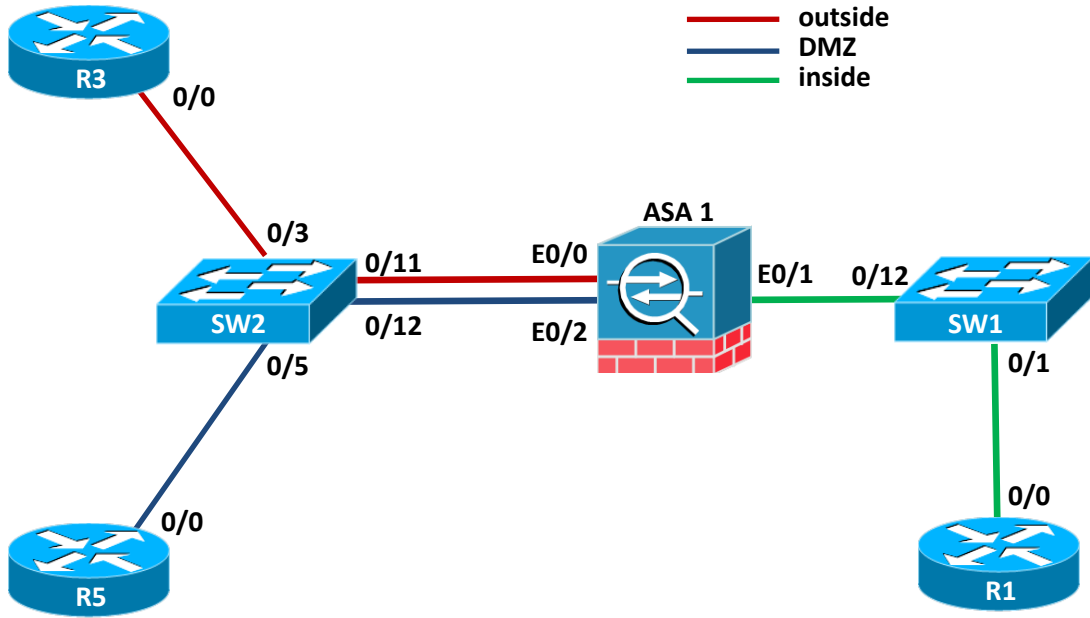 outside
DMZ
inside
R3
0/0
0/3
ASA 1
0/11
E0/0
E0/1
0/12
SW2
SW1
0/12
E0/2
0/5
0/1
0/0
0/0
R5
R1